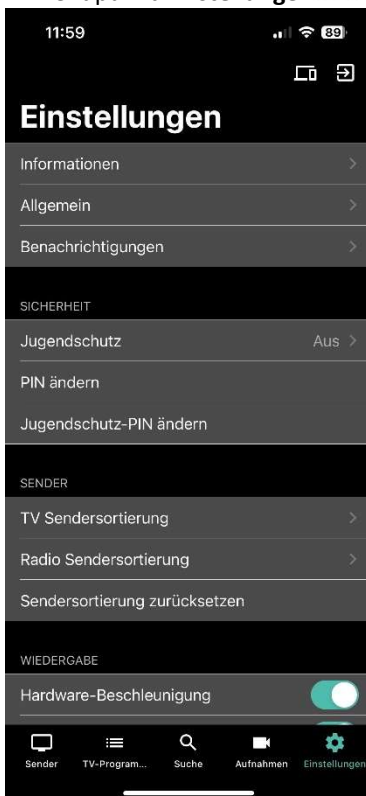 11:59 89
Einstellungen
Informationen
Allgemein
Benachrichtigungen
SICHERHEIT
Jugendschutz Aus
PIN ändern
Jugendschutz-PIN ändern
SENDER
TV Sendersortierung
Radio Sendersortierung
Sendersortierung zurücksetzen
WIEDERGABE
Hardware-Beschleunigung
Sender TV-Program... Suche Aufnahmen Einstellungen